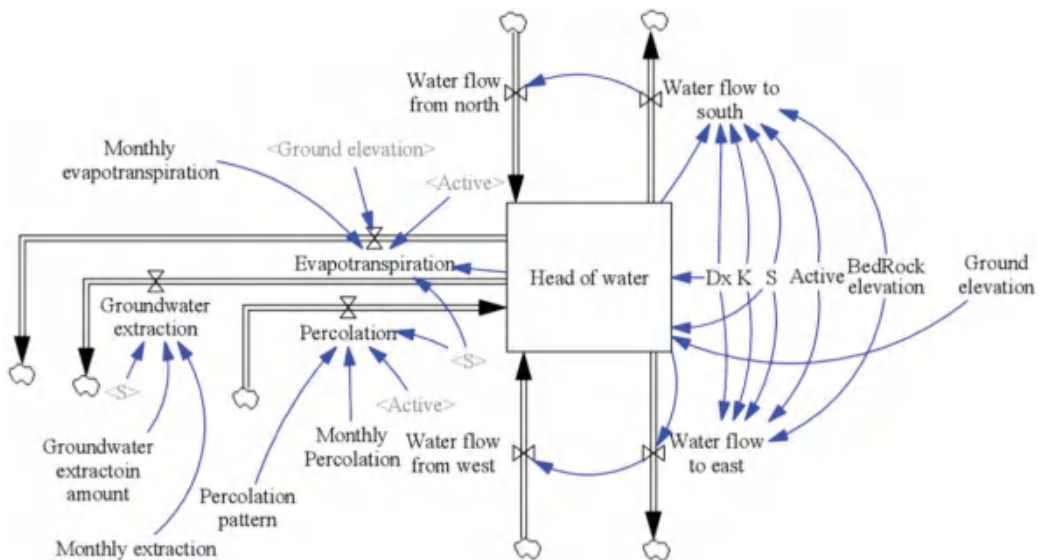 Water flow
from north
Water flow to
south
Monthly
evapotranspiration
<Ground elevation>
<Active>
Evapotranspiration
Head of water
Dx K S Active
BedRock
elevation
Ground
elevation
Groundwater
extraction
Percolation
<S>
<S>
<Active>
Groundwater
extractoin
amount
Monthly
Percolation
Water flow
from west
Water flow
to east
Percolation
pattern
Monthly extraction